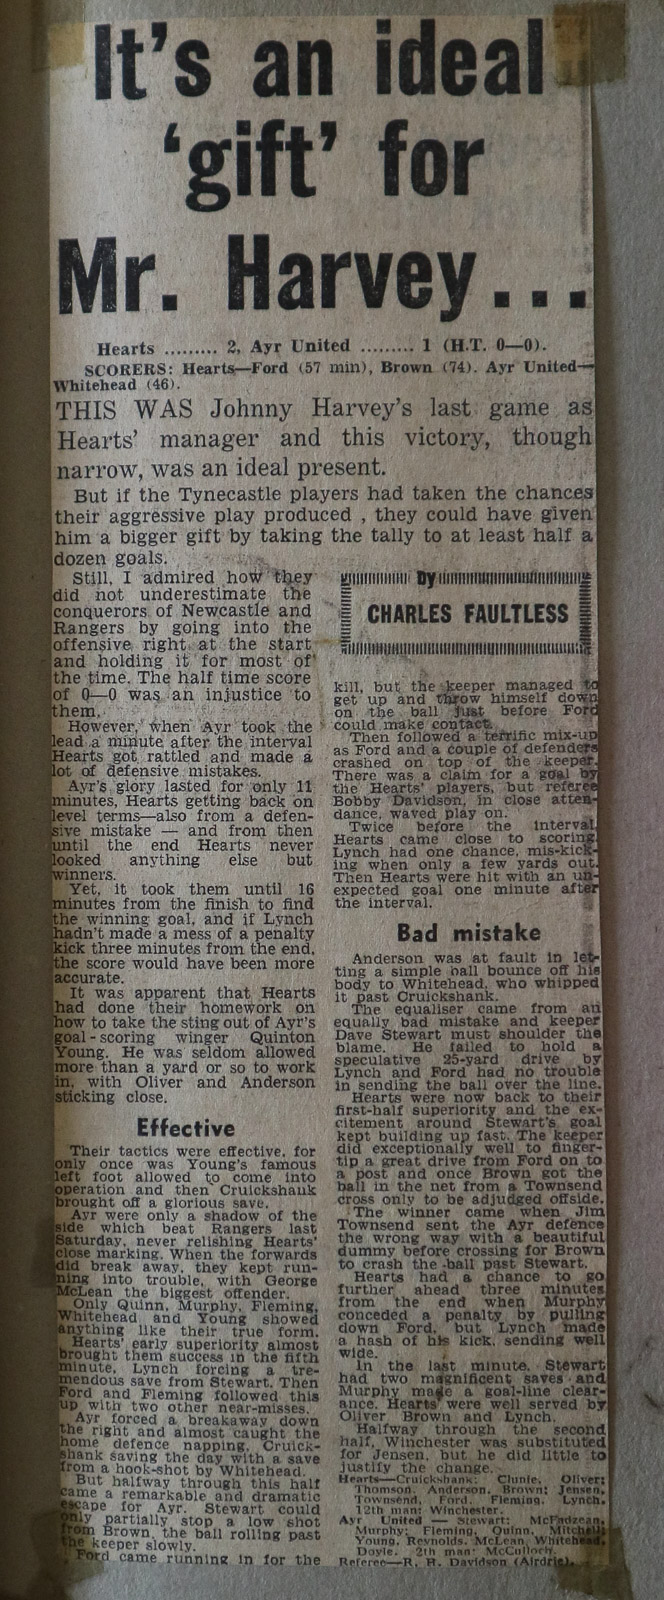 It's an ideal
'gift' for
Mr. Harvey...
Hearts ......... 2, Ayr United ......... 1 (H.T. 0—0).
SCORERS: Hearts—Ford (57 min), Brown (74). Ayr United—
Whitehead (46).
THIS WAS Johnny Harvey's last game as
Hearts' manager and this victory, though
narrow, was an ideal present.
But if the Tynecastle players had taken the chances
their aggressive play produced , they could have given
him a bigger gift by taking the tally to at least half a
dozen goals.
Still, I admired how they
did not underestimate the
conquerors of Newcastle and
Rangers by going into the
offensive right at the start
and holding it for most of
the time. The half time score
of 0—0 was an injustice to
them.
However, when Ayr took the
lead a minute after the interval
Hearts got rattled and made a
lot of defensive mistakes.
Ayr's glory lasted for only 11
minutes, Hearts getting back on
level terms—also from a defen-
sive mistake — and from then
until the end Hearts never
looked anything else but
winners.
Yet, it took them until 16
minutes from the finish to find
the winning goal, and if Lynch
hadn't made a mess of a penalty
kick three minutes from the end,
the score would have been more
accurate.
It was apparent that Hearts
had done their homework on
how to take the sting out of Ayr's
goal-scoring winger Quinton
Young. He was seldom allowed
more than a yard or so to work
in, with Oliver and Anderson
sticking close.
Effective
Their tactics were effective, for
only once was Young's famous
left foot allowed to come into
operation and then Cruickshank
brought off a glorious save.
Ayr were only a shadow of the
side which beat Rangers last
Saturday, never relishing Hearts'
close marking. When the forwards
did break away, they kept run-
ning into trouble, with George
McLean the biggest offender.
Only Quinn, Murphy, Fleming,
Whitehead and Young showed
anything like their true form.
Hearts' early superiority almost
brought them success in the fifth
minute, Lynch forcing a tre-
mendous save from Stewart. Then
Ford and Fleming followed this
up with two other near-misses.
Ayr forced a breakaway down
the right and almost caught the
home defence napping, Cruick-
shank saving the day with a save
from a hook-shot by Whitehead.
But halfway through this half
came a remarkable and dramatic
escape for Ayr. Stewart could
only partially stop a low shot
from Brown, the ball rolling past
the keeper slowly.
Ford came running in for the
By
CHARLES FAULTLESS
kill, but the keeper managed to
get up and throw himself down
on the ball just before Ford
could make contact.
Then followed a terrific mix-up
as Ford and a couple of defenders
crashed on top of the keeper.
There was a claim for a goal by
the Hearts' players, but referee
Bobby Davidson, in close atten-
dance, waved play on.
Twice before the interval
Hearts came close to scoring.
Lynch had one chance, mis-kick-
ing when only a few yards out.
Then Hearts were hit with an un-
expected goal one minute after
the interval.
Bad mistake
Anderson was at fault in let-
ting a simple ball bounce off his
body to Whitehead, who whipped
it past Cruickshank.
The equaliser came from an
equally bad mistake and keeper
Dave Stewart must shoulder the
blame. He failed to hold a
speculative 25-yard drive by
Lynch and Ford had no trouble
in sending the ball over the line.
Hearts were now back to their
first-half superiority and the ex-
citement around Stewart's goal
kept building up fast. The keeper
did exceptionally well to finger-
tip a great drive from Ford on to
a post and once Brown got the
ball in the net from a Townsend
cross only to be adjudged offside.
The winner came when Jim
Townsend sent the Ayr defence
the wrong way with a beautiful
dummy before crossing for Brown
to crash the ball past Stewart.
Hearts had a chance to go
further ahead three minutes
from the end when Murphy
conceded a penalty by pulling
down Ford, but Lynch made
a hash of his kick, sending well
wide.
In the last minute, Stewart
had two magnificent saves and
Murphy made a goal-line clear-
ance. Hearts were well served by
Oliver Brown and Lynch.
Halfway through the second
half, Winchester was substituted
for Jensen, but he did little to
justify the change.
Hearts—Cruickshank: Clunie, Oliver;
Thomson, Anderson, Brown; Jensen,
Townsend, Ford, Fleming, Lynch.
12th man: Winchester.
Ayr United — Stewart; McFadzean,
Murphy; Fleming, Quinn, Mitchell;
Young, Reynolds, McLean, Whitehead,
Doyle. 2th man: McCulloch.
Referee—R. H. Davidson (Airdrie).